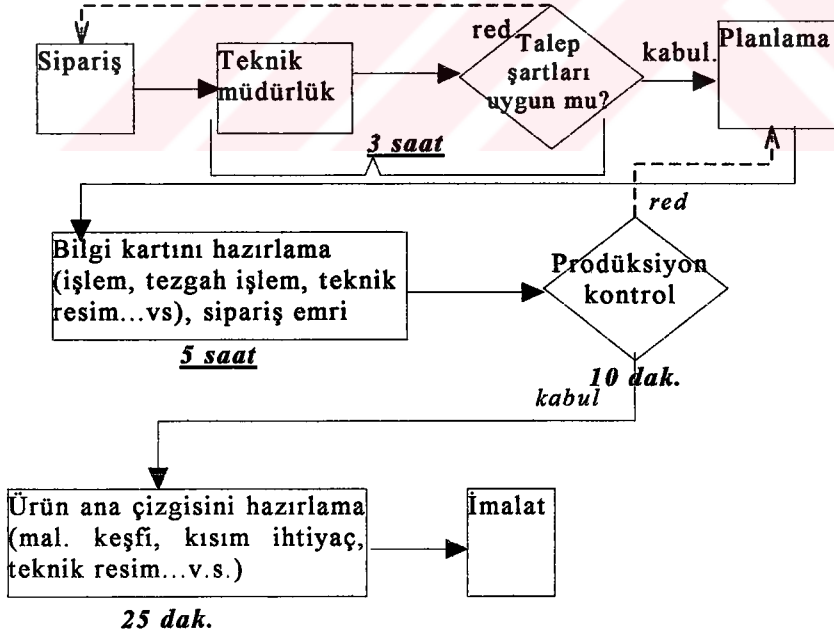 Sipariş
Teknik
müdürlük
red
Talep
şartları
uygun mu?
kabul.
Planlama
3 saat
Bilgi kartını hazırlama
(işlem, tezgah işlem, teknik
resim...vs), sipariş emri
5 saat
red
Prodüksiyon
kontrol
10 dak.
kabul
Ürün ana çizgisini hazırlama
(mal. keşfi, kısım ihtiyaç,
teknik resim...v.s.)
25 dak.
İmalat